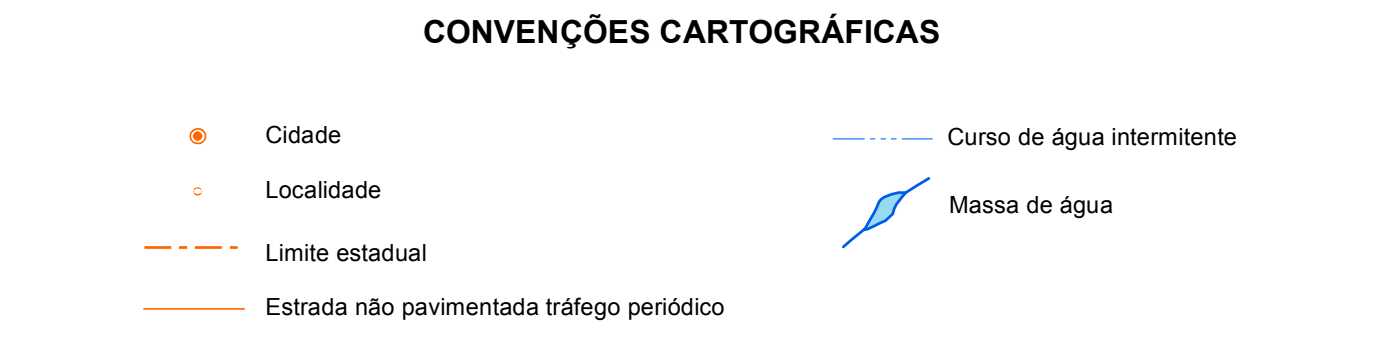 CONVENÇÕES CARTOGRÁFICAS
Cidade
Localidade
Limite estadual
Estrada não pavimentada tráfego periódico
Curso de água intermitente
Massa de água